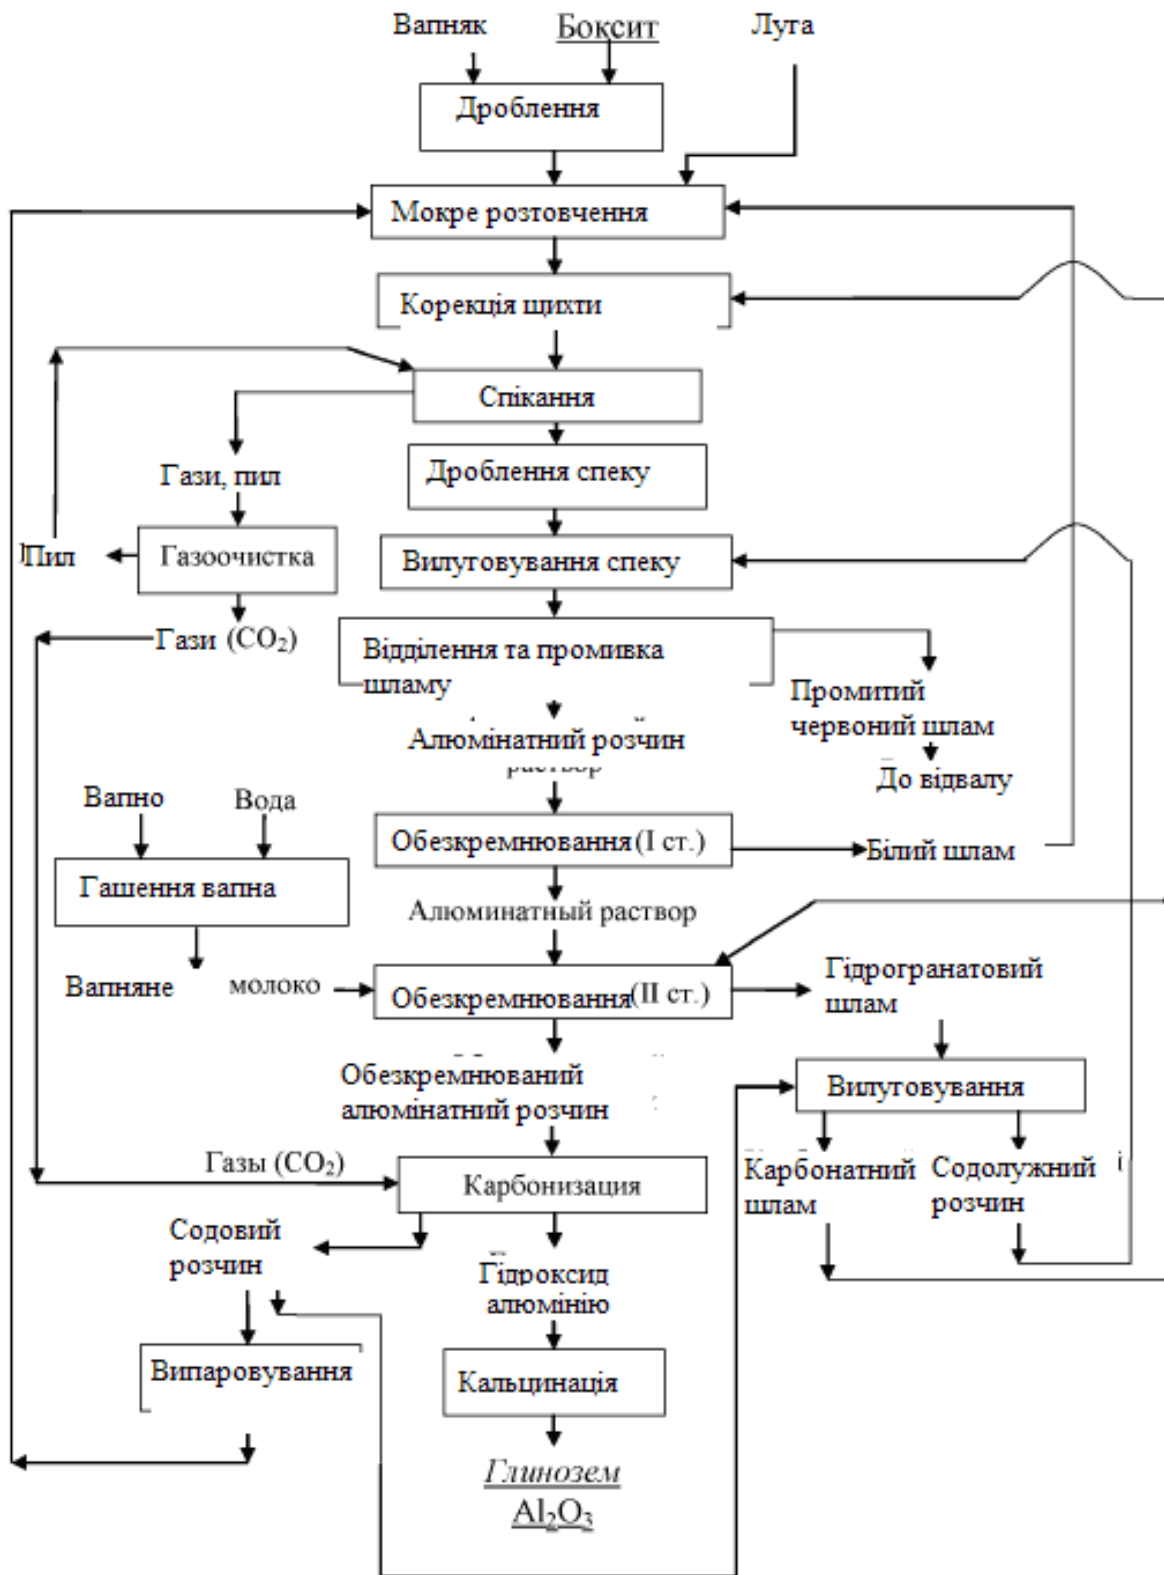 Вапняк
Боксит
Луга
Дроблення
Мокре розтовчення
Корекція щихти
Спікання
Гази, пил
Дроблення спеку
Пил
Газоочистка
Вилуговування спеку
Гази (CO₂)
Відділення та промивка
шламу
Промитий
червоний шлам
Алюмінатний розчин
До відвалу
Вапно
Вода
Обезкремнювання (I ст.)
Білий шлам
Гашення вапна
Алюминатный раствор
Вапняне молоко
Обезкремнювання (II ст.)
Гідрогранатовий
шлам
Обезкремнюваний
алюмінатний розчин
Вилуговування
Газы (CO₂)
Карбонизация
Карбонатний
шлам
Содолужний
розчин
Содовий
розчин
Гідроксид
алюмінію
Випаровування
Кальцинація
Глинозем
Al₂O₃